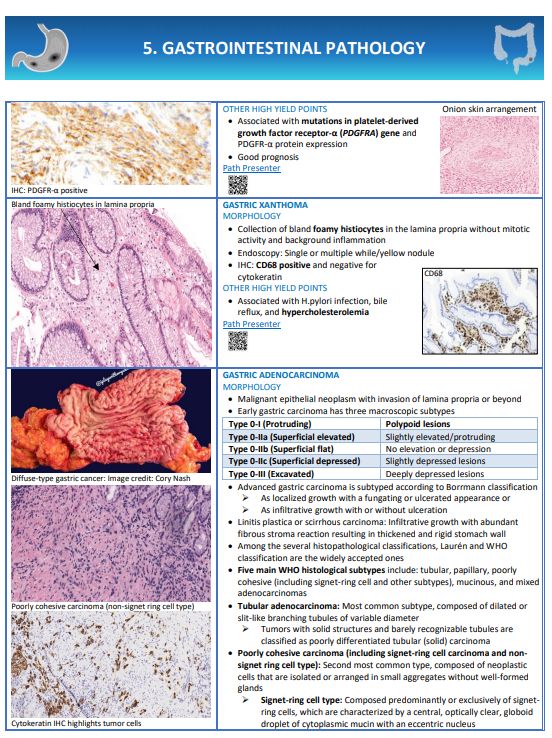 5. GASTROINTESTINAL PATHOLOGY
IHC: PDGFR-α positive
OTHER HIGH YIELD POINTS
• Associated with mutations in platelet-derived
growth factor receptor-α (PDGFRA) gene and
PDGFR-α protein expression
• Good prognosis
Path Presenter
Onion skin arrangement
Bland foamy histiocytes in lamina propria
GASTRIC XANTHOMA
MORPHOLOGY
• Collection of bland foamy histiocytes in the lamina propria without mitotic
activity and background inflammation
• Endoscopy: Single or multiple while/yellow nodule
• IHC: CD68 positive and negative for
cytokeratin
OTHER HIGH YIELD POINTS
• Associated with H.pylori infection, bile
reflux, and hypercholesterolemia
Path Presenter
CD68
Diffuse-type gastric cancer: Image credit: Cory Nash
Poorly cohesive carcinoma (non-signet ring cell type)
Cytokeratin IHC highlights tumor cells
GASTRIC ADENOCARCINOMA
MORPHOLOGY
• Malignant epithelial neoplasm with invasion of lamina propria or beyond
• Early gastric carcinoma has three macroscopic subtypes
Type 0-I (Protruding) Polypoid lesions
Type 0-IIa (Superficial elevated) Slightly elevated/protruding
Type 0-IIb (Superficial flat) No elevation or depression
Type 0-IIc (Superficial depressed) Slightly depressed lesions
Type 0-III (Excavated) Deeply depressed lesions
• Advanced gastric carcinoma is subtyped according to Borrmann classification
➢ As localized growth with a fungating or ulcerated appearance or
➢ As infiltrative growth with or without ulceration
• Linitis plastica or scirrhous carcinoma: Infiltrative growth with abundant
fibrous stroma reaction resulting in thickened and rigid stomach wall
• Among the several histopathological classifications, Laurén and WHO
classification are the widely accepted ones
• Five main WHO histological subtypes include: tubular, papillary, poorly
cohesive (including signet-ring cell and other subtypes), mucinous, and mixed
adenocarcinomas
• Tubular adenocarcinoma: Most common subtype, composed of dilated or
slit-like branching tubules of variable diameter
➢ Tumors with solid structures and barely recognizable tubules are
classified as poorly differentiated tubular (solid) carcinoma
• Poorly cohesive carcinoma (including signet-ring cell carcinoma and non-
signet ring cell type): Second most common type, composed of neoplastic
cells that are isolated or arranged in small aggregates without well-formed
glands
➢ Signet-ring cell type: Composed predominantly or exclusively of signet-
ring cells, which are characterized by a central, optically clear, globoid
droplet of cytoplasmic mucin with an eccentric nucleus